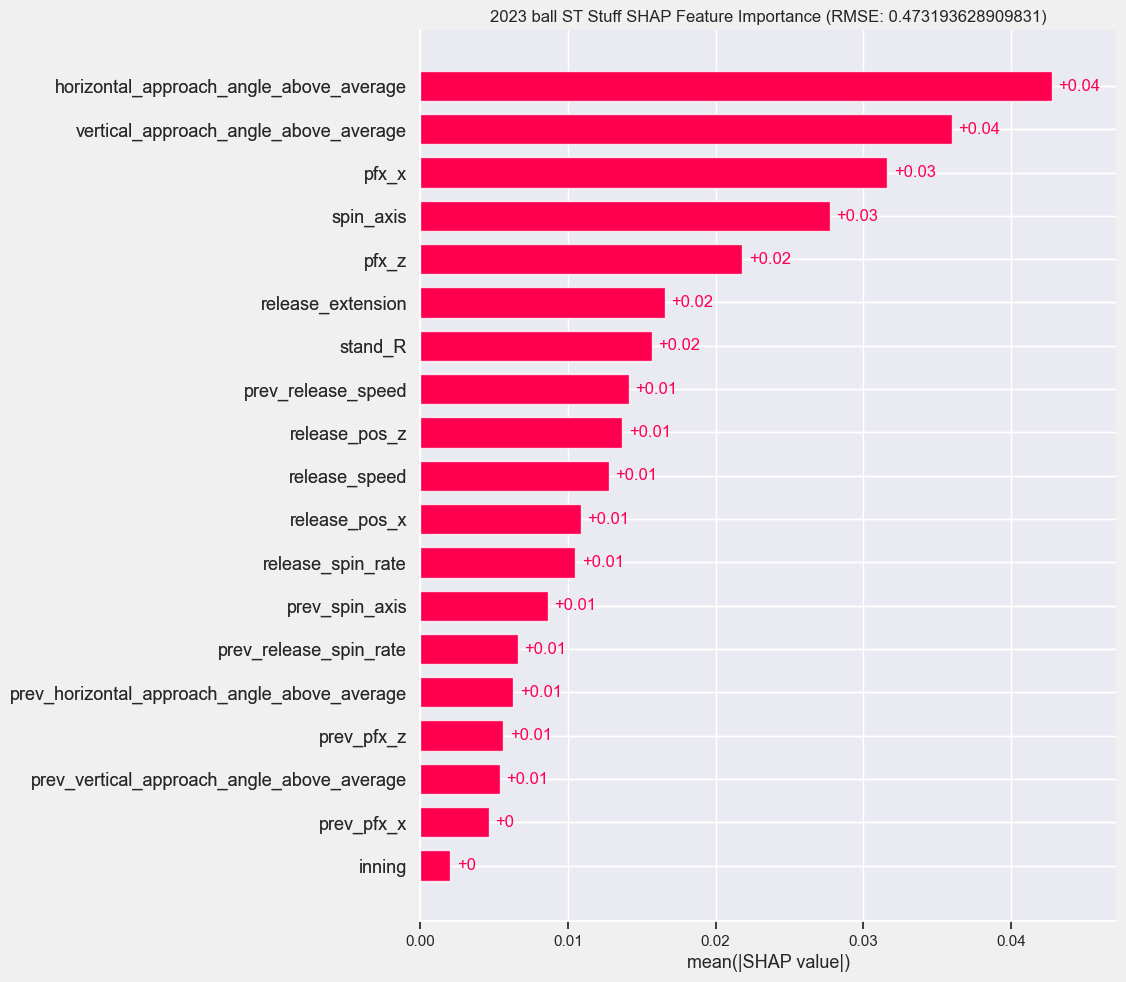 2023 ball ST Stuff SHAP Feature Importance (RMSE: 0.473193628909831)
horizontal_approach_angle_above_average +0.04
vertical_approach_angle_above_average +0.04
pfx_x +0.03
spin_axis +0.03
pfx_z +0.02
release_extension +0.02
stand_R +0.02
prev_release_speed +0.01
release_pos_z +0.01
release_speed +0.01
release_pos_x +0.01
release_spin_rate +0.01
prev_spin_axis +0.01
prev_release_spin_rate +0.01
prev_horizontal_approach_angle_above_average +0.01
prev_pfx_z +0.01
prev_vertical_approach_angle_above_average +0.01
prev_pfx_x +0
inning +0
0.00 0.01 0.02 0.03 0.04
mean(|SHAP value|)